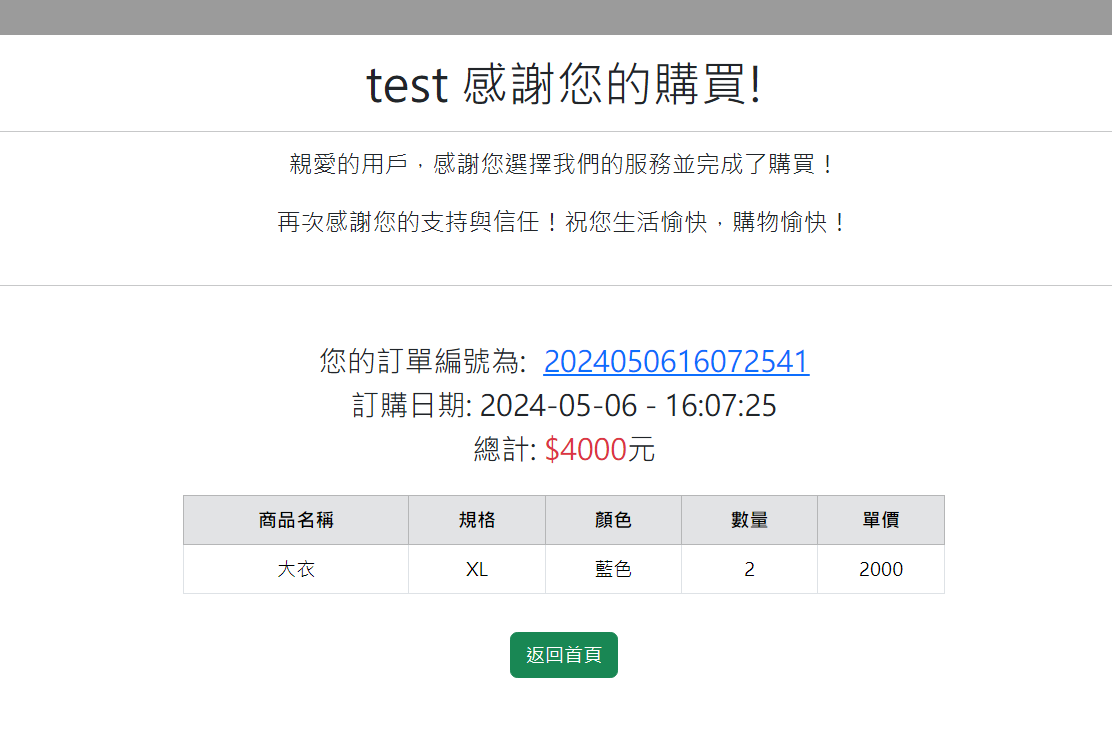 test 感謝您的購買!
親愛的用戶，感謝您選擇我們的服務並完成了購買！
再次感謝您的支持與信任！祝您生活愉快，購物愉快！
您的訂單編號為: 2024050616072541
訂購日期: 2024-05-06 - 16:07:25
總計: $4000元
商品名稱 規格 顏色 數量 單價
大衣 XL 藍色 2 2000
返回首頁